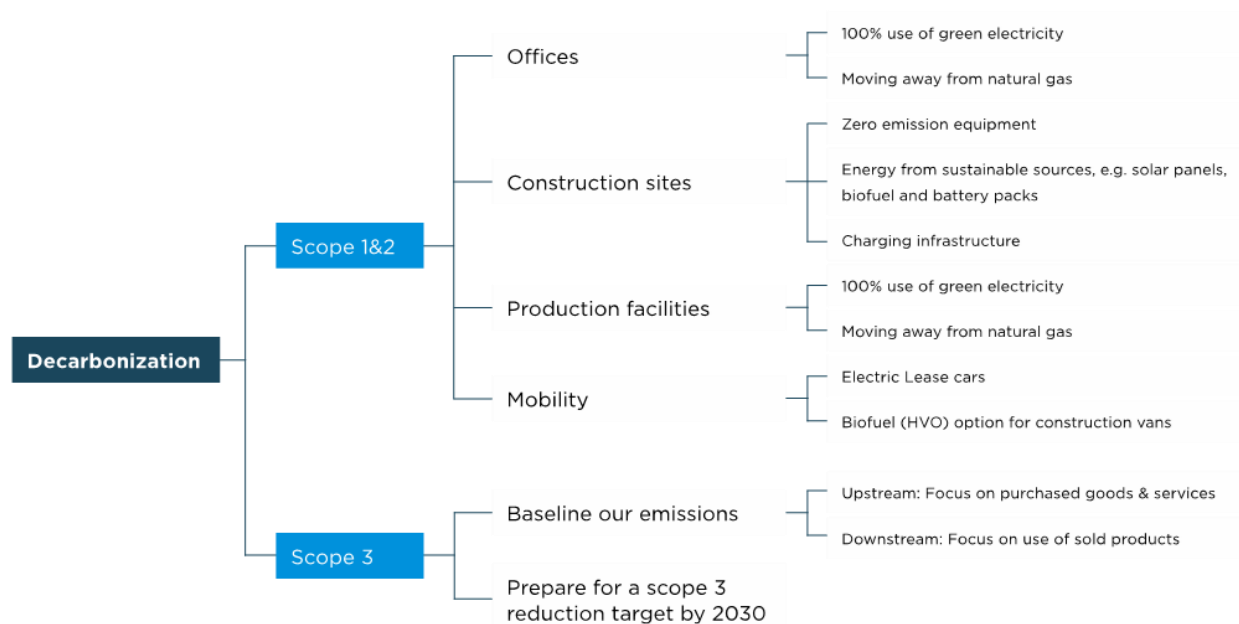 Decarbonization
Scope 1&2
Offices
100% use of green electricity
Moving away from natural gas
Construction sites
Zero emission equipment
Energy from sustainable sources, e.g. solar panels,
biofuel and battery packs
Charging infrastructure
Production facilities
100% use of green electricity
Moving away from natural gas
Mobility
Electric Lease cars
Biofuel (HVO) option for construction vans
Scope 3
Baseline our emissions
Upstream: Focus on purchased goods & services
Downstream: Focus on use of sold products
Prepare for a scope 3
reduction target by 2030